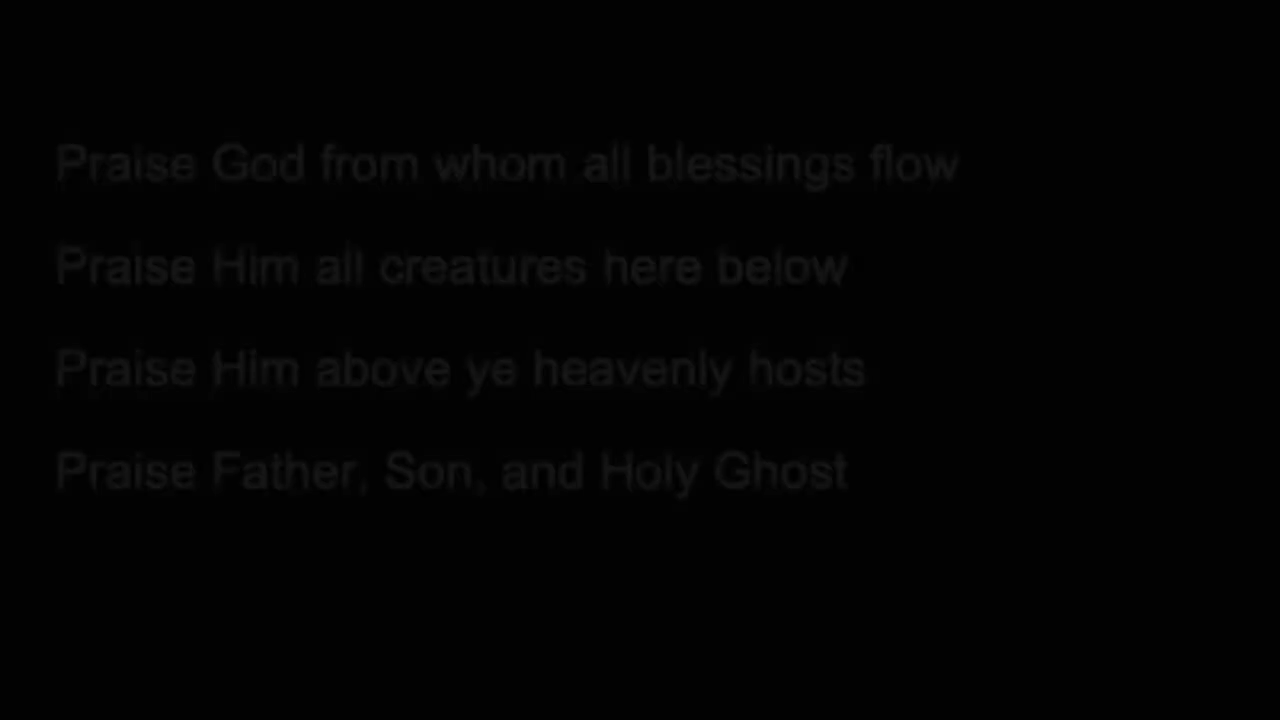 Praise God from whom all blessings flow
Praise Him all creatures here below
Praise Him above ye heavenly hosts
Praise Father, Son, and Holy Ghost